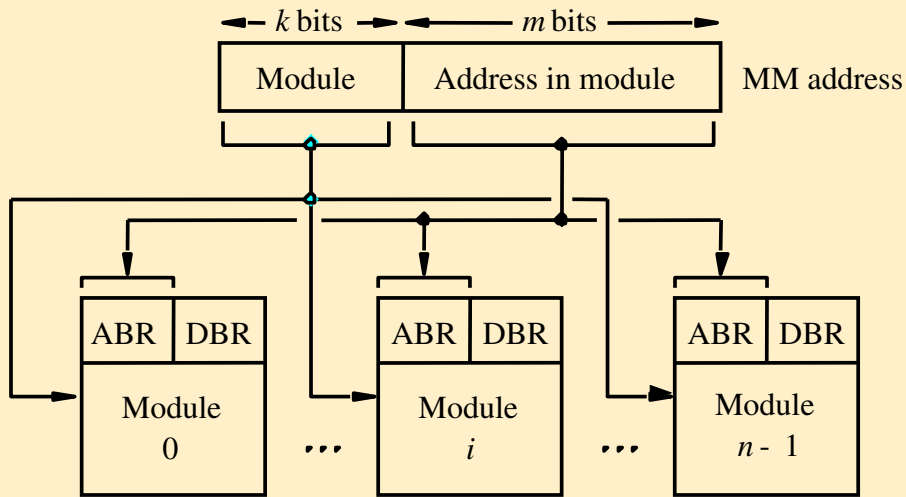 k bits m bits
Module Address in module MM address
ABR DBR ABR DBR ABR DBR
Module Module Module
0 i n - 1